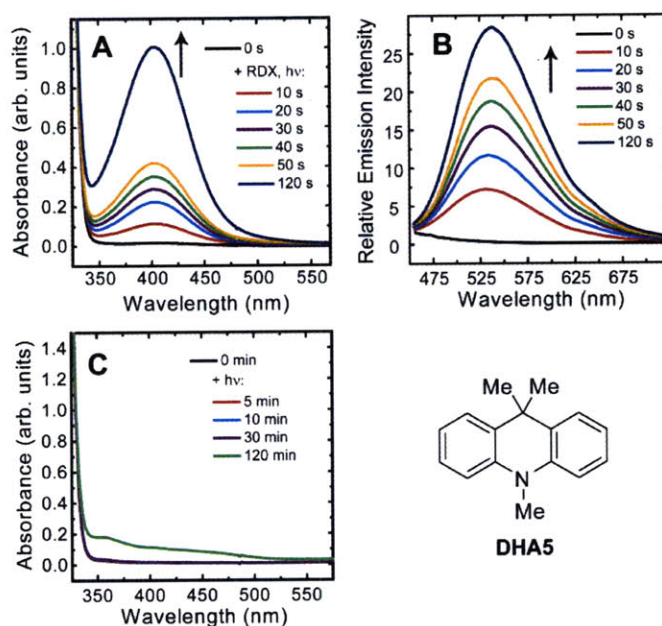 A
Absorbance (arb. units)
1.0
0.8
0.6
0.4
0.2
0.0
0 s
+ RDX, hν:
10 s
20 s
30 s
40 s
50 s
120 s
350 400 450 500 550
Wavelength (nm)
B
Relative Emission Intensity
25
20
15
10
5
0
0 s
10 s
20 s
30 s
40 s
50 s
120 s
475 525 575 625 675
Wavelength (nm)
C
Absorbance (arb. units)
1.4
1.2
1.0
0.8
0.6
0.4
0.2
0.0
0 min
+ hν:
5 min
10 min
30 min
120 min
350 400 450 500 550
Wavelength (nm)
Me Me
N
Me
DHA5